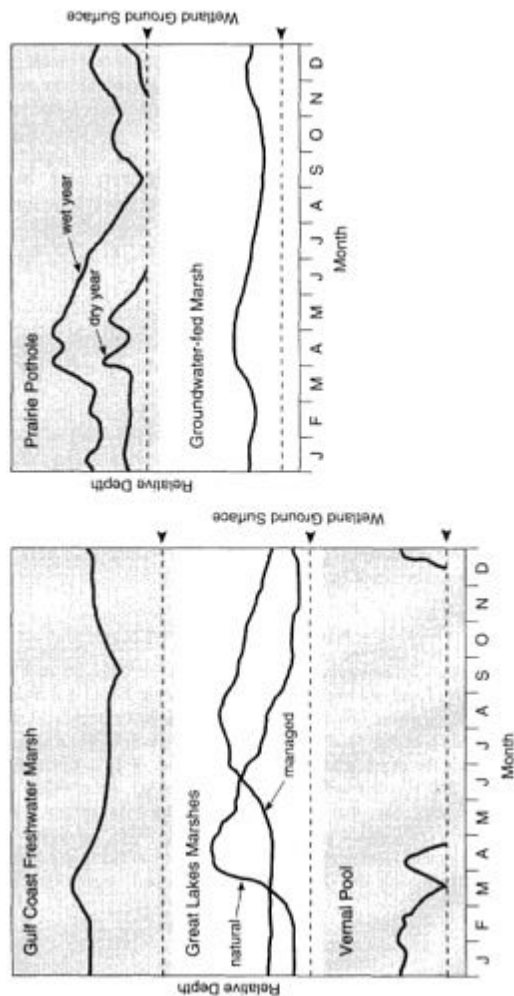 Gulf Coast Freshwater Marsh
Great Lakes Marshes
natural
managed
Vernal Pool
Relative Depth
Wetland Ground Surface
J F M A M J J A S O N D
Prairie Pothole
wet year
dry year
Groundwater-fed Marsh
Relative Depth
Wetland Ground Surface
J F M A M J J A S O N D
Month